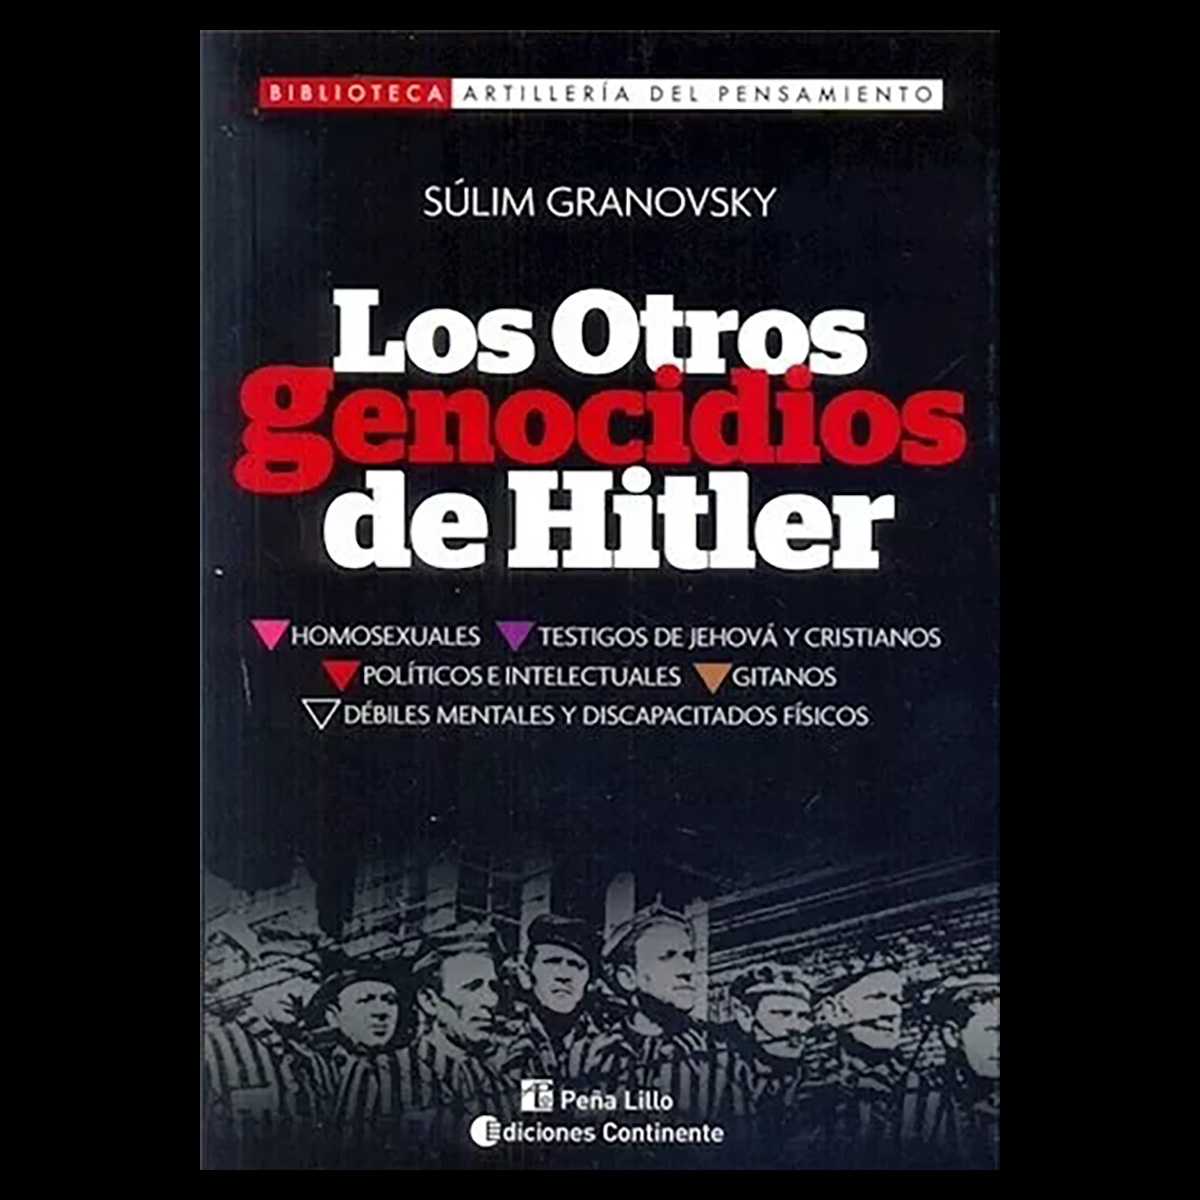 BIBLIOTECA ARTILLERÍA DEL PENSAMIENTO
SÚLIM GRANOVSKY
Los Otros
genocidios
de Hitler
HOMOSEXUALES TESTIGOS DE JEHOVÁ Y CRISTIANOS
POLÍTICOS E INTELECTUALES GITANOS
DÉBILES MENTALES Y DISCAPACITADOS FÍSICOS
Peña Lillo
Ediciones Continente